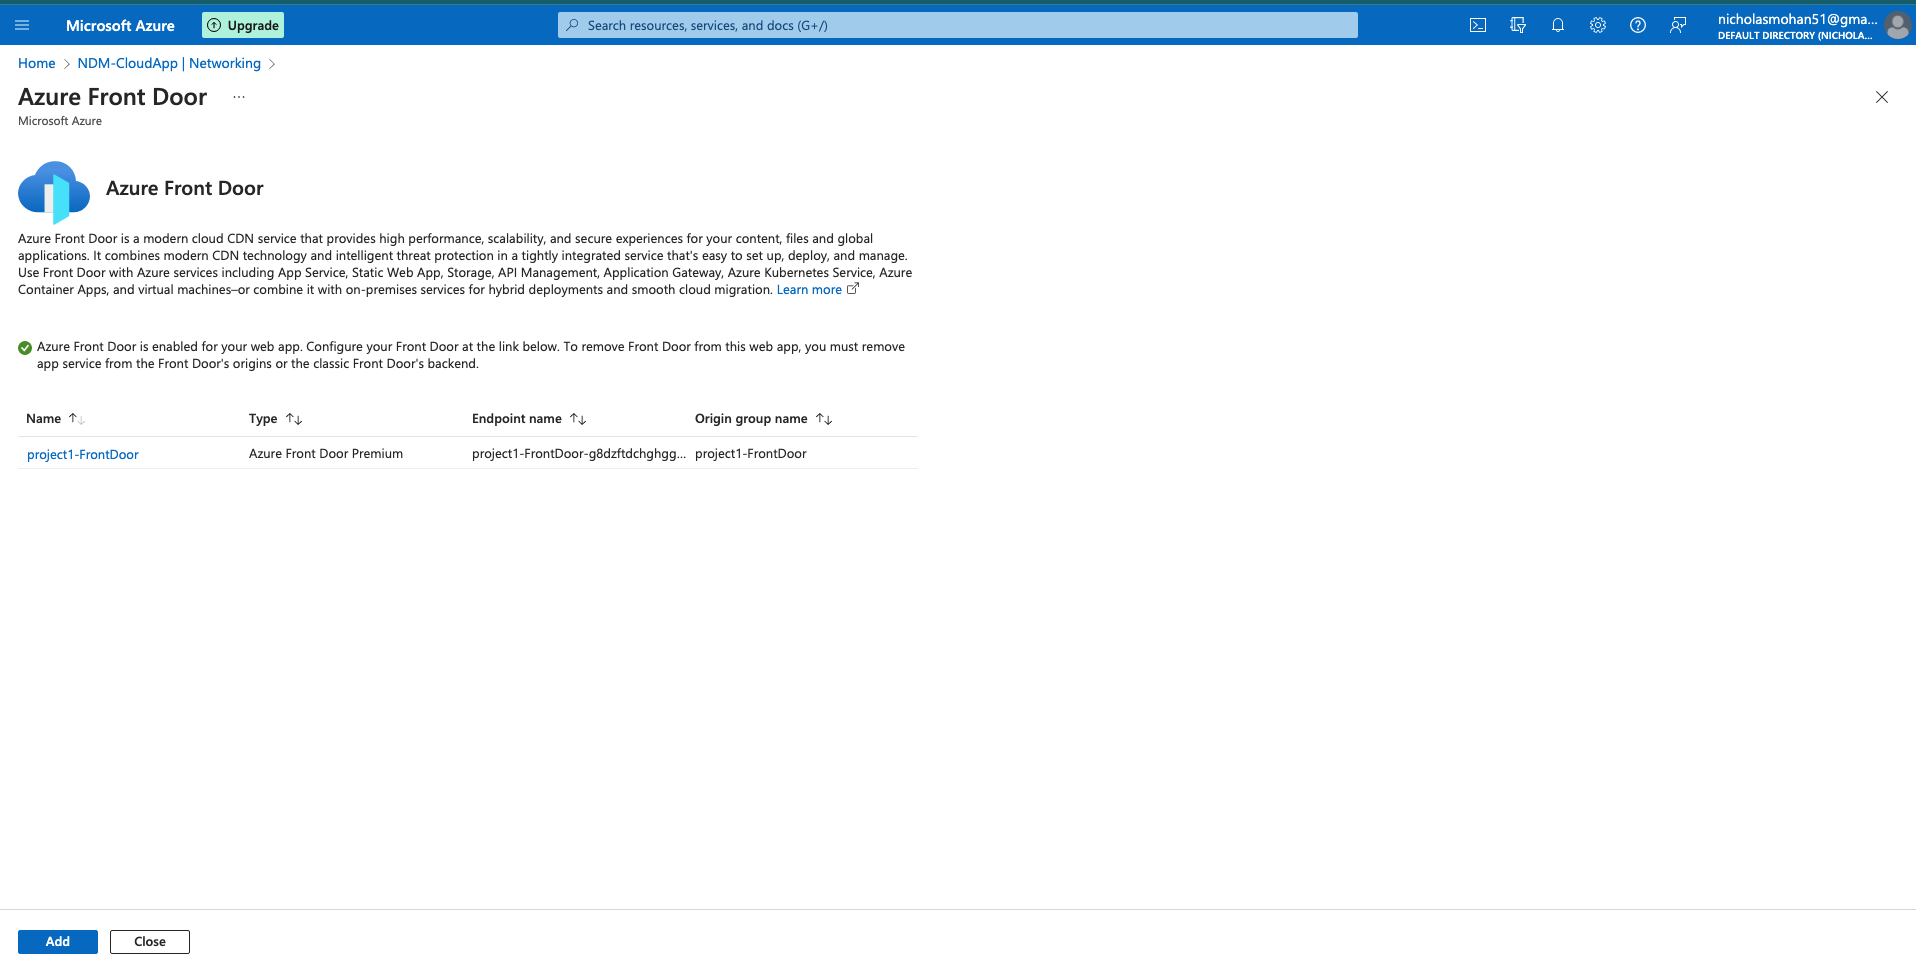 Microsoft Azure
Upgrade
Search resources, services, and docs (G+/)
nicholasmohan51@gma...
DEFAULT DIRECTORY (NICHOLA...
Home > NDM-CloudApp | Networking >
Azure Front Door ...
Microsoft Azure
Azure Front Door
Azure Front Door is a modern cloud CDN service that provides high performance, scalability, and secure experiences for your content, files and global
applications. It combines modern CDN technology and intelligent threat protection in a tightly integrated service that's easy to set up, deploy, and manage.
Use Front Door with Azure services including App Service, Static Web App, Storage, API Management, Application Gateway, Azure Kubernetes Service, Azure
Container Apps, and virtual machines–or combine it with on-premises services for hybrid deployments and smooth cloud migration. Learn more
Azure Front Door is enabled for your web app. Configure your Front Door at the link below. To remove Front Door from this web app, you must remove
app service from the Front Door's origins or the classic Front Door's backend.
Name Type Endpoint name Origin group name
project1-FrontDoor Azure Front Door Premium project1-FrontDoor-g8dzftdchghgg... project1-FrontDoor
Add Close